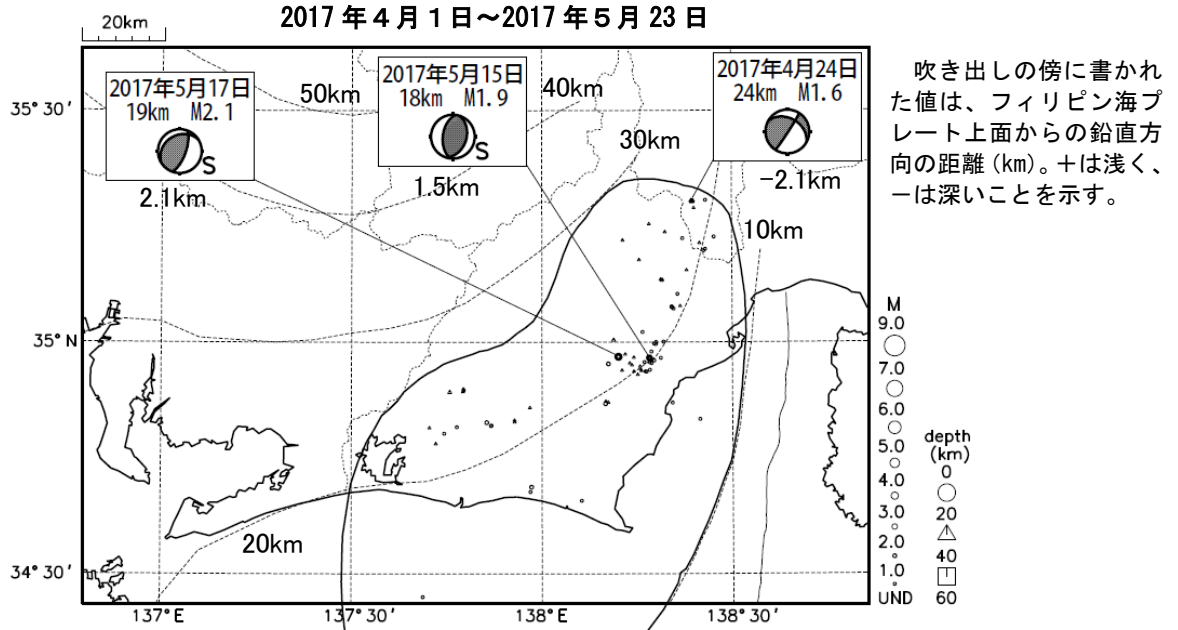 2017年４月１日～2017年５月23日
20km
2017年5月17日
19km M2.1
S
2.1km
2017年5月15日
18km M1.9
S
1.5km
2017年4月24日
24km M1.6
-2.1km
50km
40km
30km
10km
20km
35°30′
35°N
34°30′
137°E
137°30′
138°E
138°30′
吹き出しの傍に書かれ
た値は、フィリピン海プ
レート上面からの鉛直方
向の距離(km)。＋は浅く、
－は深いことを示す。
M
9.0
7.0
6.0
5.0
4.0
3.0
2.0
1.0
UND
depth
(km)
0
20
40
60